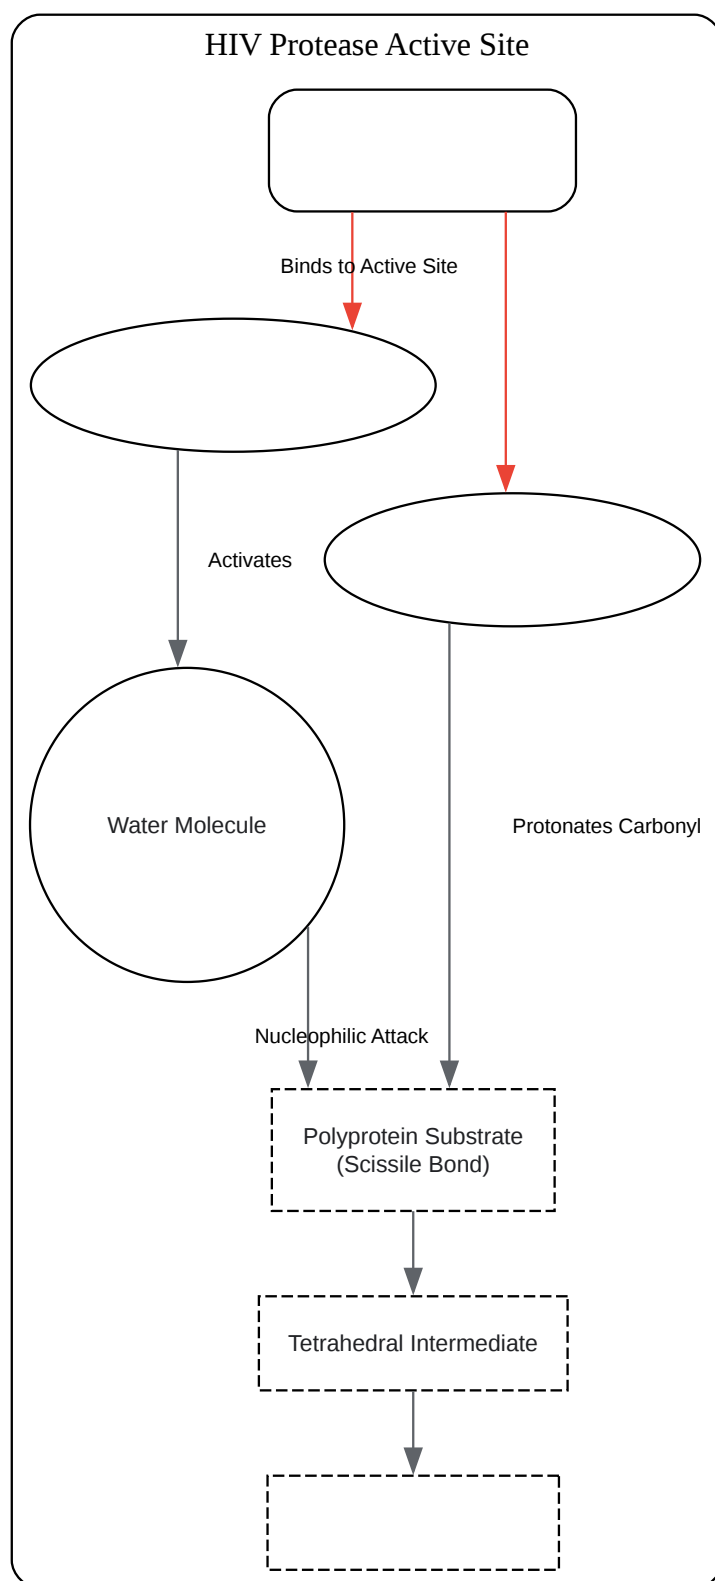 HIV Protease Active Site
Binds to Active Site
Activates
Water Molecule
Protonates Carbonyl
Nucleophilic Attack
Polyprotein Substrate
(Scissile Bond)
Tetrahedral Intermediate